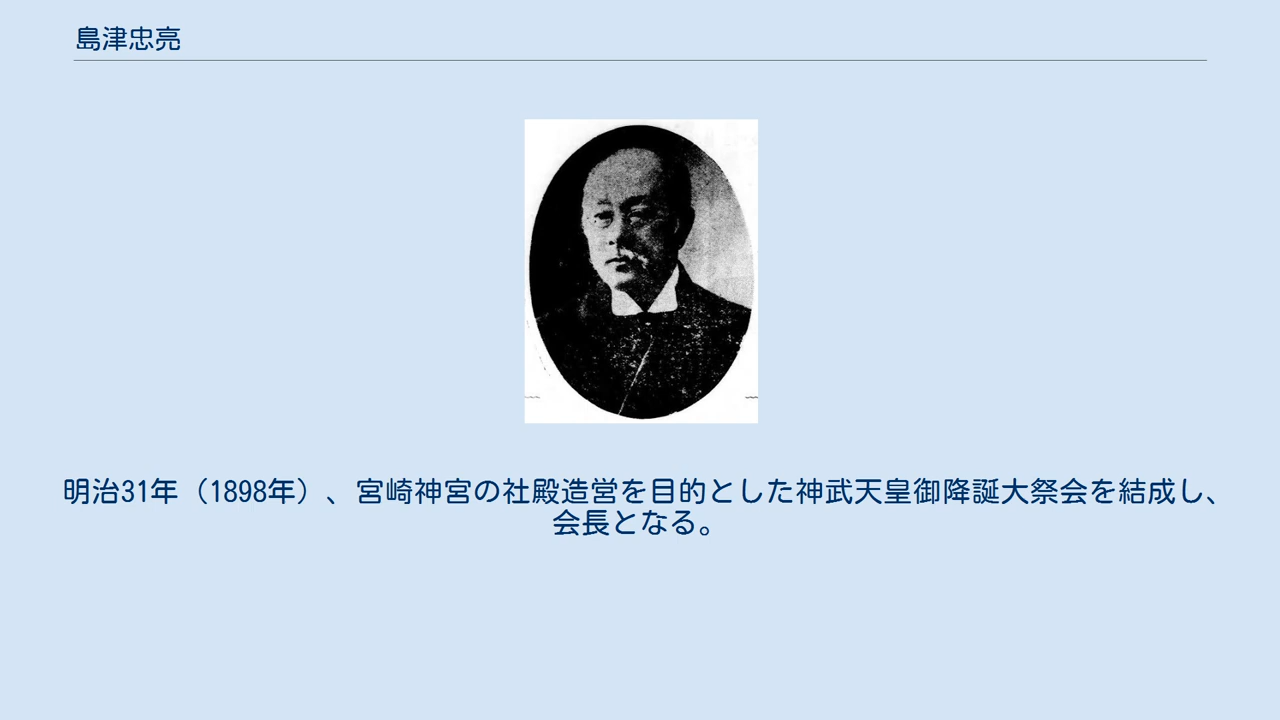 島津忠亮
明治31年（1898年）、宮崎神宮の社殿造営を目的とした神武天皇御降誕大祭会を結成し、
会長となる。